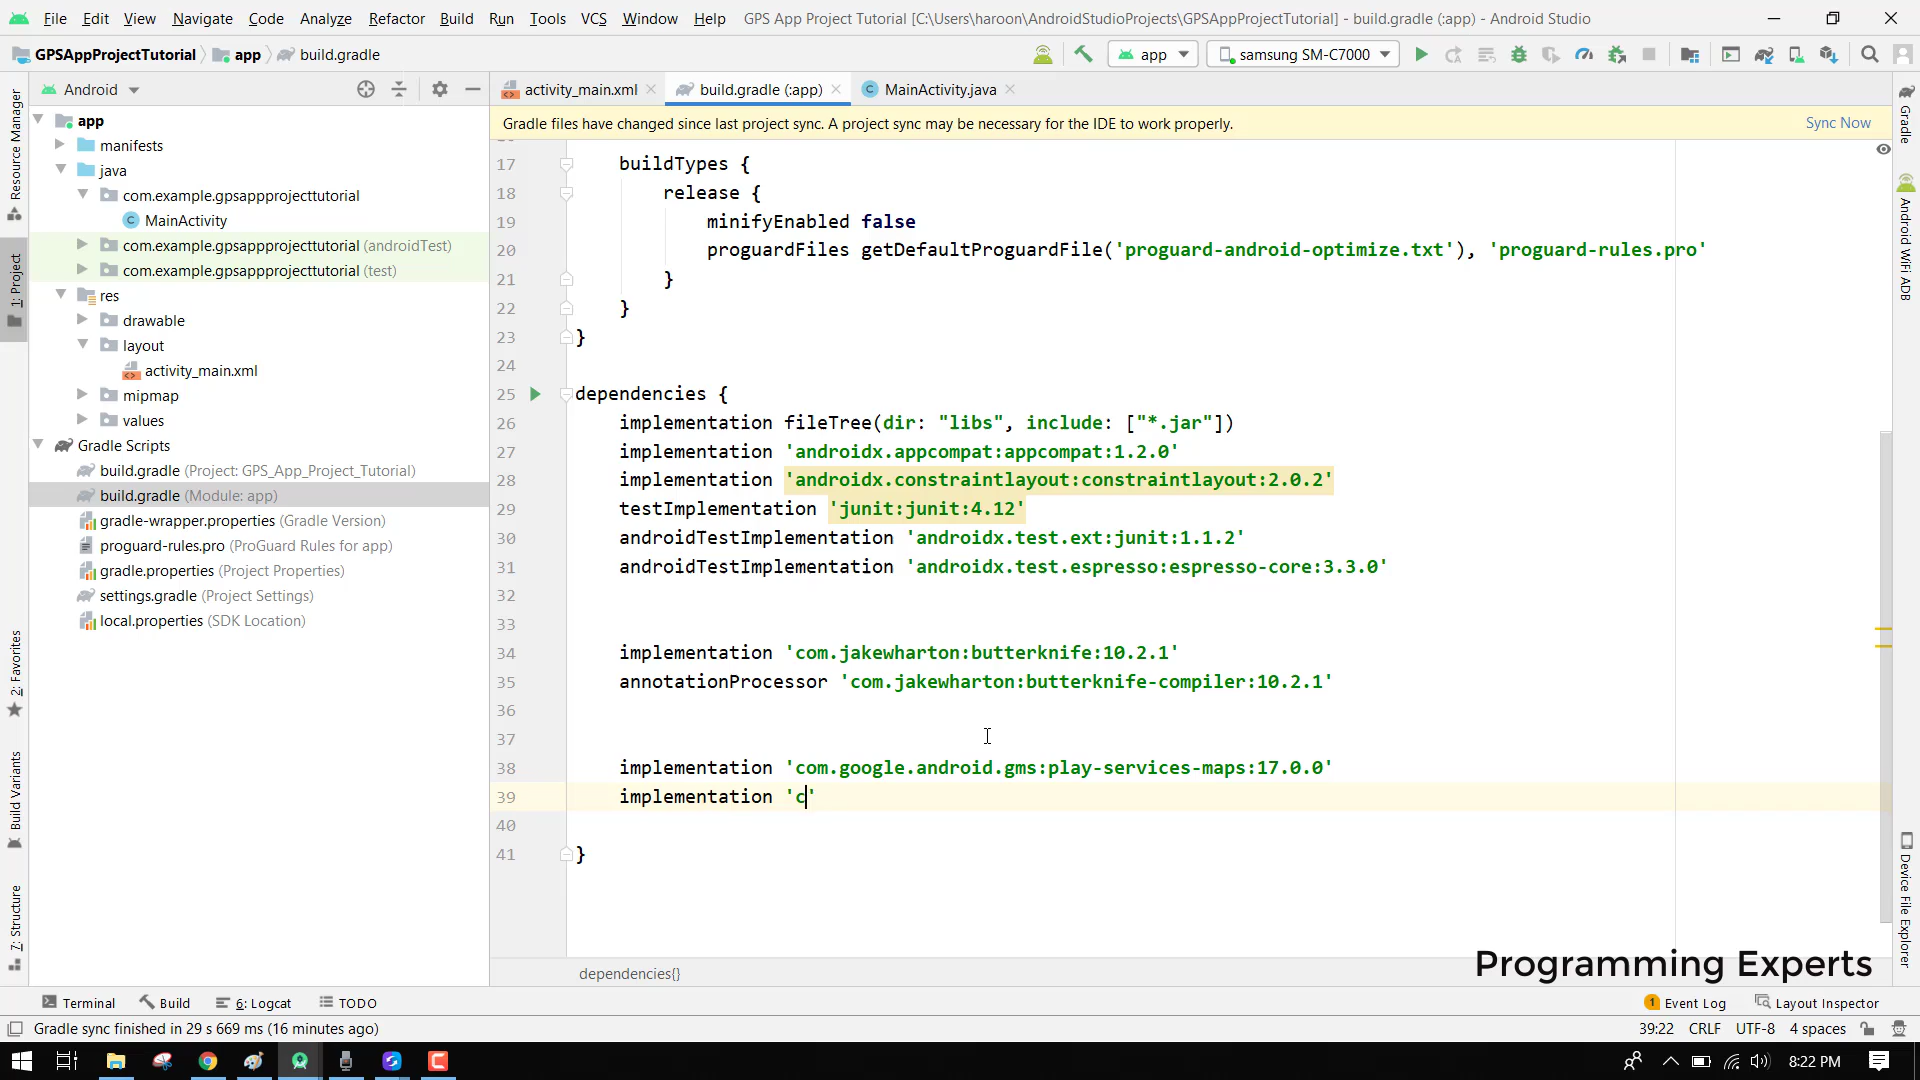 File Edit View Navigate Code Analyze Refactor Build Run Tools VCS Window Help GPS App Project Tutorial [C:\Users\haroon\AndroidStudioProjects\GPSAppProjectTutorial] - build.gradle (:app) - Android Studio
GPSAppProjectTutorial app build.gradle app samsung SM-C7000
Android
activity_main.xml build.gradle (:app) MainActivity.java
Gradle files have changed since last project sync. A project sync may be necessary for the IDE to work properly. Sync Now
app
manifests
java
com.example.gpsappprojecttutorial
MainActivity
com.example.gpsappprojecttutorial (androidTest)
com.example.gpsappprojecttutorial (test)
res
drawable
layout
activity_main.xml
mipmap
values
Gradle Scripts
build.gradle (Project: GPS_App_Project_Tutorial)
build.gradle (Module: app)
gradle-wrapper.properties (Gradle Version)
proguard-rules.pro (ProGuard Rules for app)
gradle.properties (Project Properties)
settings.gradle (Project Settings)
local.properties (SDK Location)
Resource Manager
1: Project
2: Favorites
Build Variants
7: Structure
17 buildTypes {
18 release {
19 minifyEnabled false
20 proguardFiles getDefaultProguardFile('proguard-android-optimize.txt'), 'proguard-rules.pro'
21 }
22 }
23 }
24
25 dependencies {
26 implementation fileTree(dir: "libs", include: ["*.jar"])
27 implementation 'androidx.appcompat:appcompat:1.2.0'
28 implementation 'androidx.constraintlayout:constraintlayout:2.0.2'
29 testImplementation 'junit:junit:4.12'
30 androidTestImplementation 'androidx.test.ext:junit:1.1.2'
31 androidTestImplementation 'androidx.test.espresso:espresso-core:3.3.0'
32
33
34 implementation 'com.jakewharton:butterknife:10.2.1'
35 annotationProcessor 'com.jakewharton:butterknife-compiler:10.2.1'
36
37
38 implementation 'com.google.android.gms:play-services-maps:17.0.0'
39 implementation 'c'
40
41 }
dependencies{}
Gradle
Android WiFi ADB
Device File Explorer
Programming Experts
Terminal Build 6: Logcat TODO 1 Event Log Layout Inspector
Gradle sync finished in 29 s 669 ms (16 minutes ago) 39:22 CRLF UTF-8 4 spaces
8:22 PM